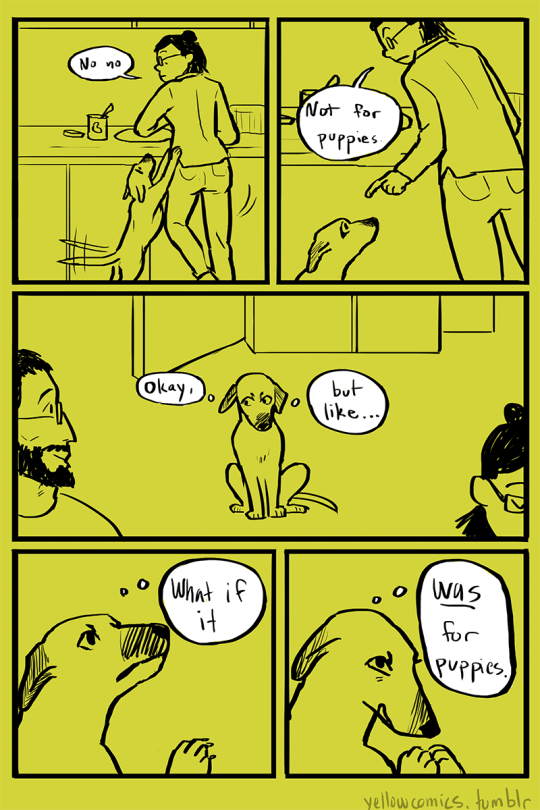 No no
B
Not for
puppies.
Okay,
but
like...
What if
it
was
for
puppies.
yellowcomics.tumblr